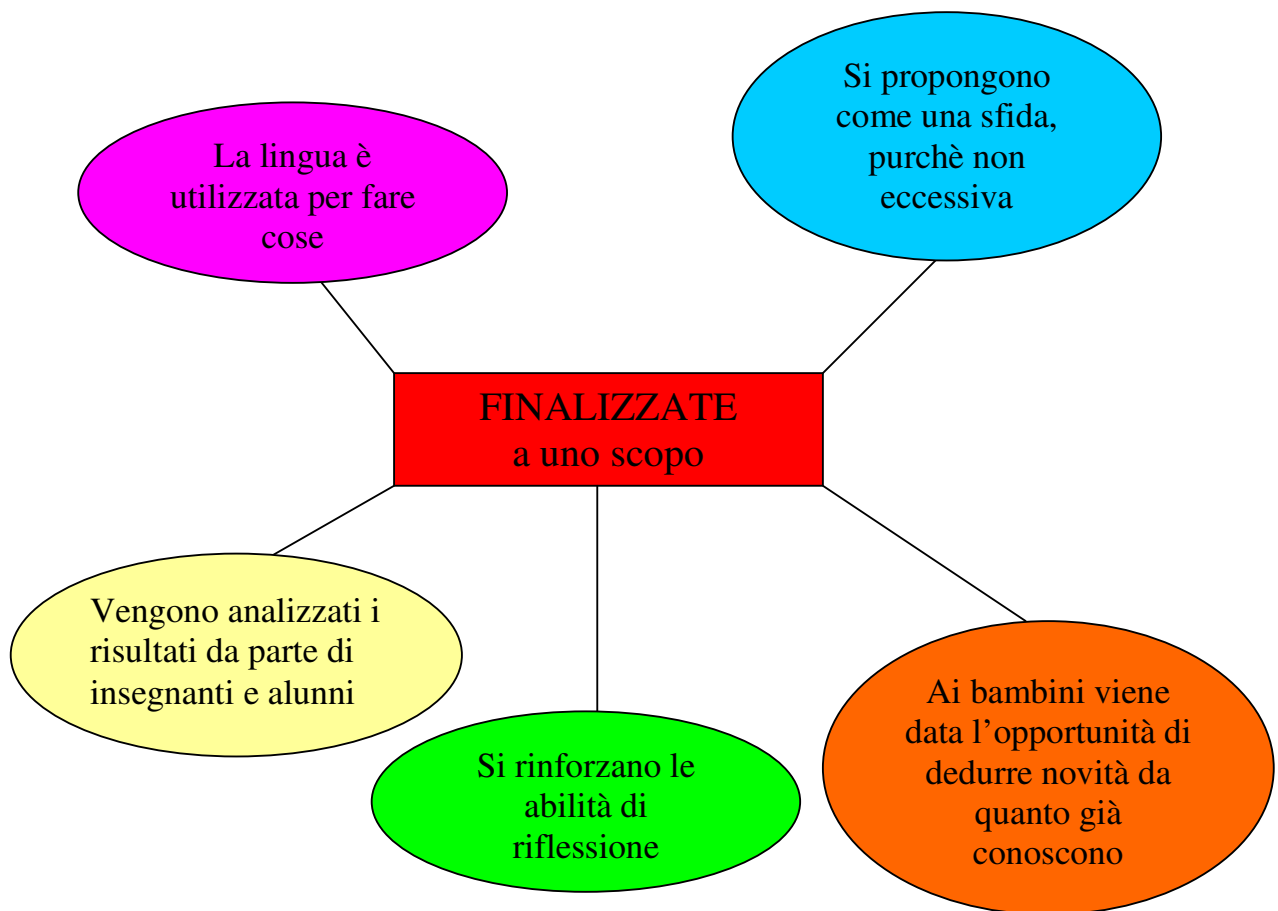 La lingua è
utilizzata per fare
cose
Si propongono
come una sfida,
purchè non
eccessiva
FINALIZZATE
a uno scopo
Vengono analizzati i
risultati da parte di
insegnanti e alunni
Si rinforzano le
abilità di
riflessione
Ai bambini viene
data l’opportunità di
dedurre novità da
quanto già
conoscono